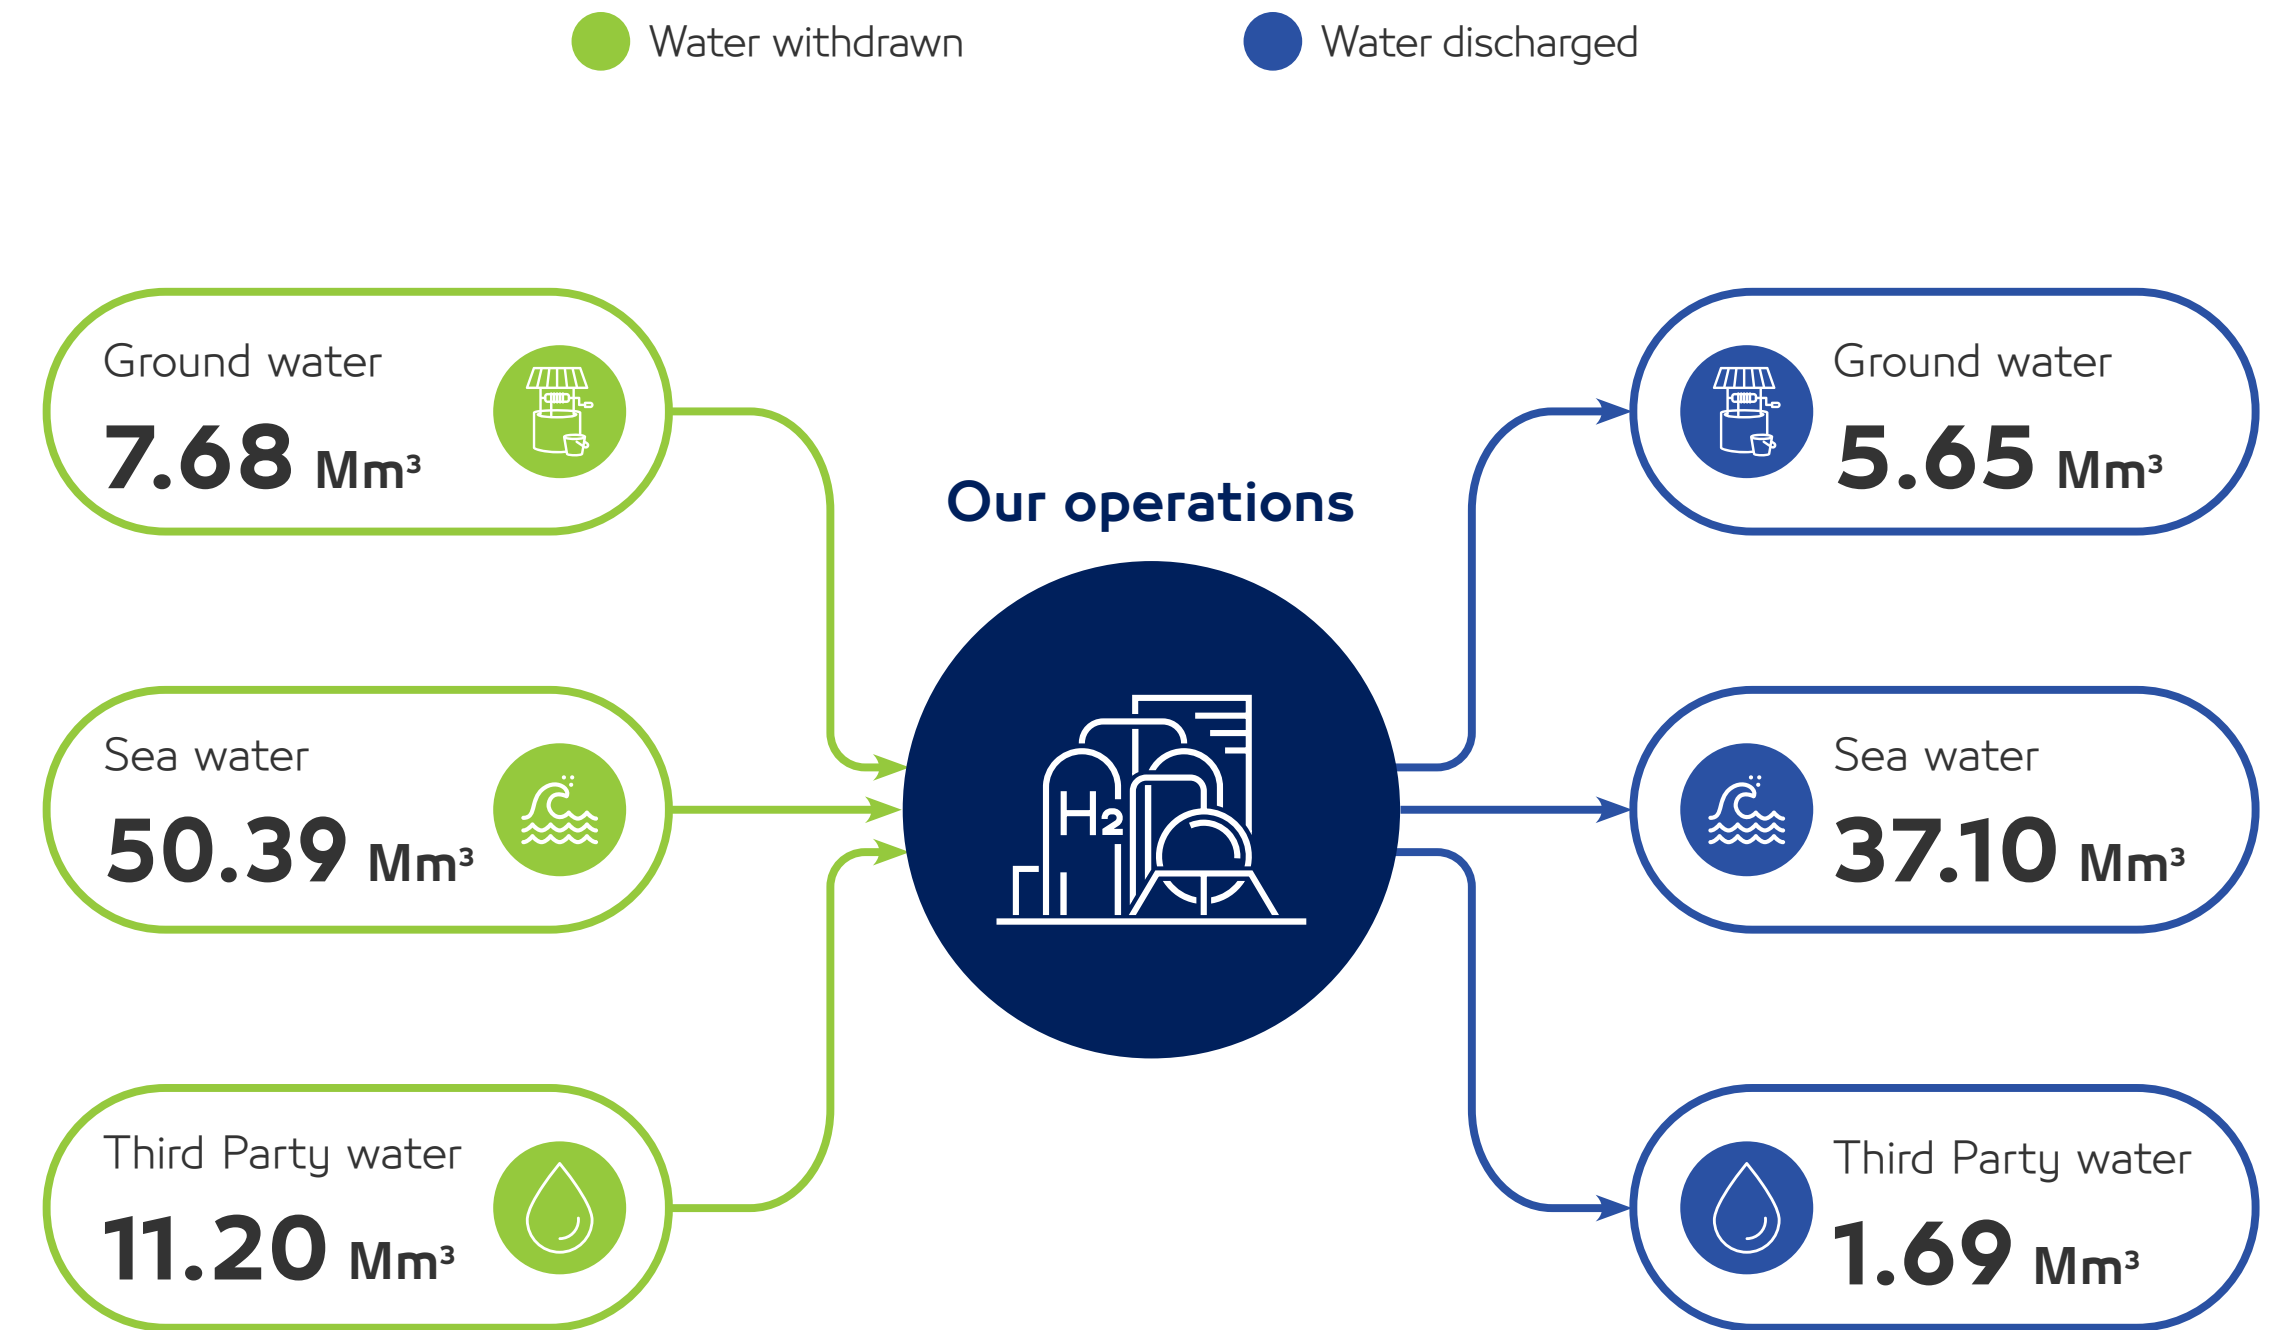 Water withdrawn
Water discharged
Ground water
7.68 Mm³
Sea water
50.39 Mm³
Third Party water
11.20 Mm³
Our operations
H2
Ground water
5.65 Mm³
Sea water
37.10 Mm³
Third Party water
1.69 Mm³